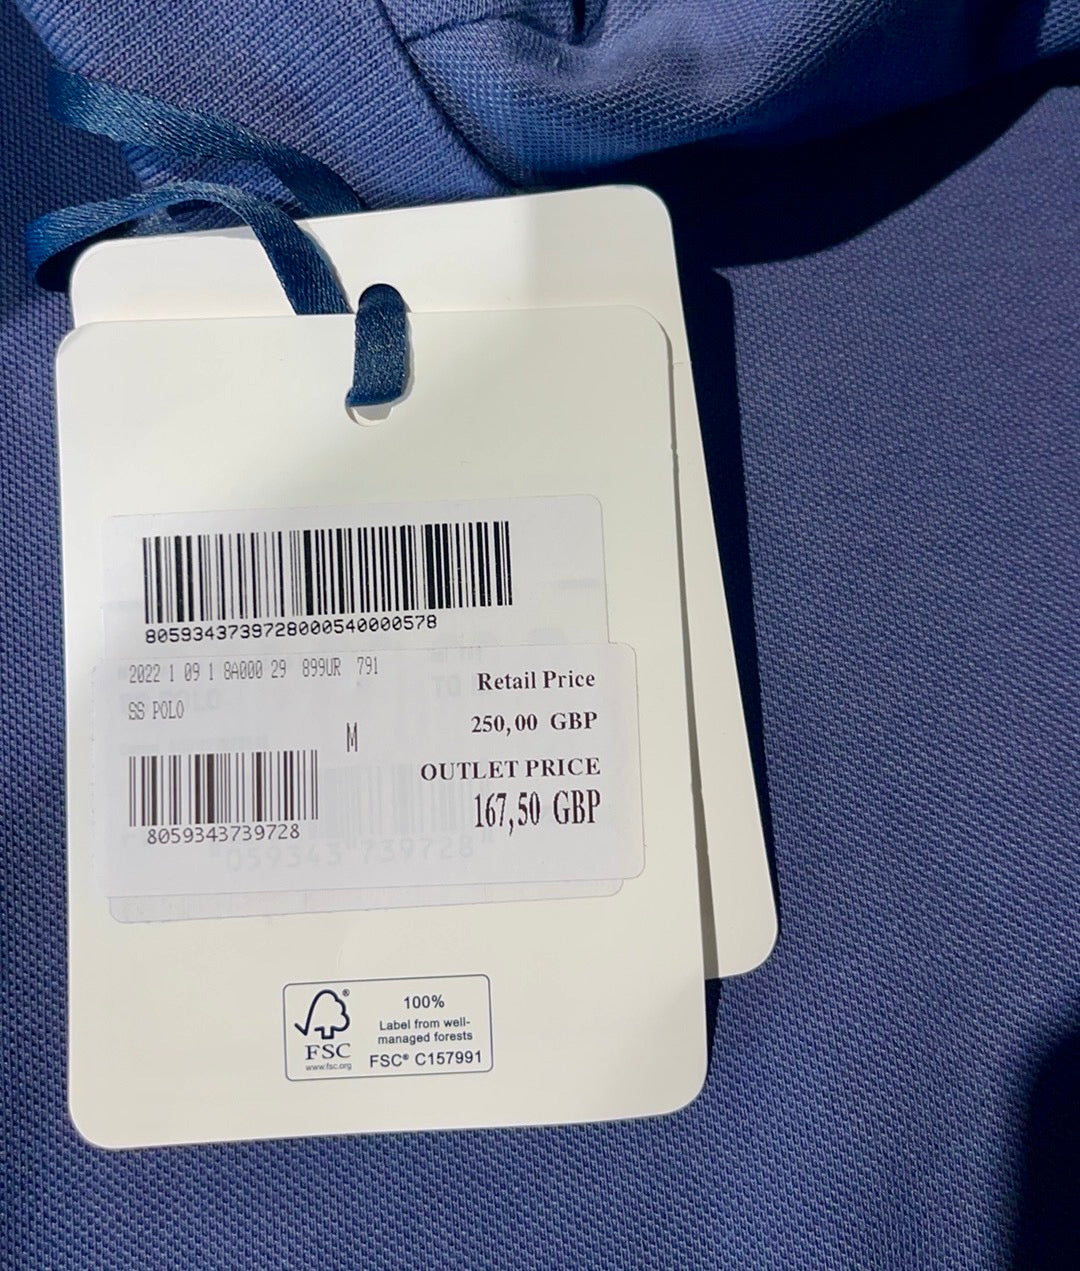 8059343739728000540000578
2022 1 09 1 8A000 29 899UR 791
SS POLO
M
Retail Price
250,00 GBP
OUTLET PRICE
167,50 GBP
8059343739728
FSC
®
www.fsc.org
100%
Label from well-
managed forests
FSC® C157991